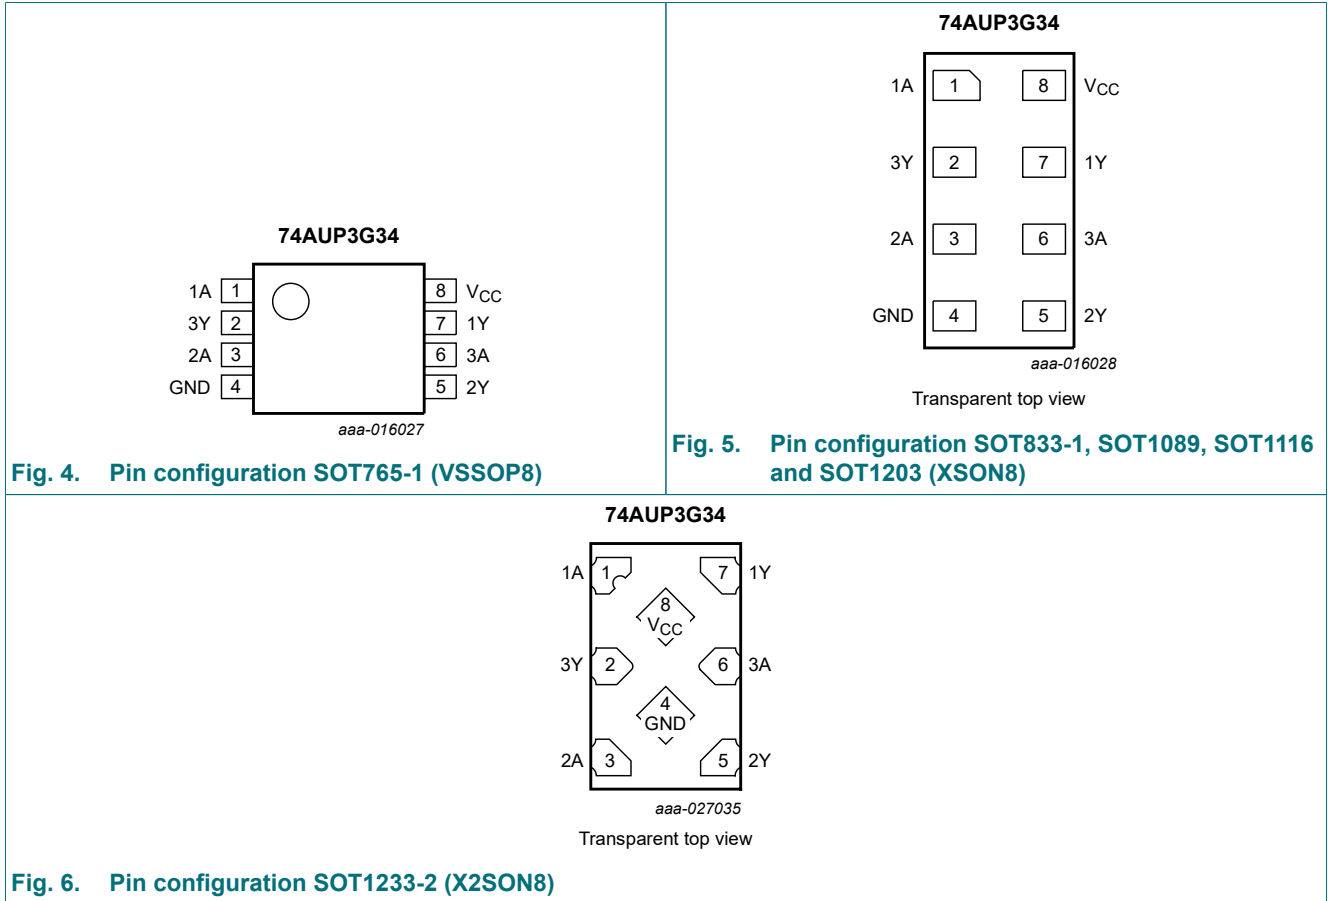 74AUP3G34
1A 1 8 VCC
3Y 2 7 1Y
2A 3 6 3A
GND 4 5 2Y
aaa-016027
Fig. 4. Pin configuration SOT765-1 (VSSOP8)
74AUP3G34
1A 1 8 VCC
3Y 2 7 1Y
2A 3 6 3A
GND 4 5 2Y
aaa-016028
Transparent top view
Fig. 5. Pin configuration SOT833-1, SOT1089, SOT1116
and SOT1203 (XSON8)
74AUP3G34
1A 1 7 1Y
8
VCC
3Y 2 6 3A
4
GND
2A 3 5 2Y
aaa-027035
Transparent top view
Fig. 6. Pin configuration SOT1233-2 (X2SON8)